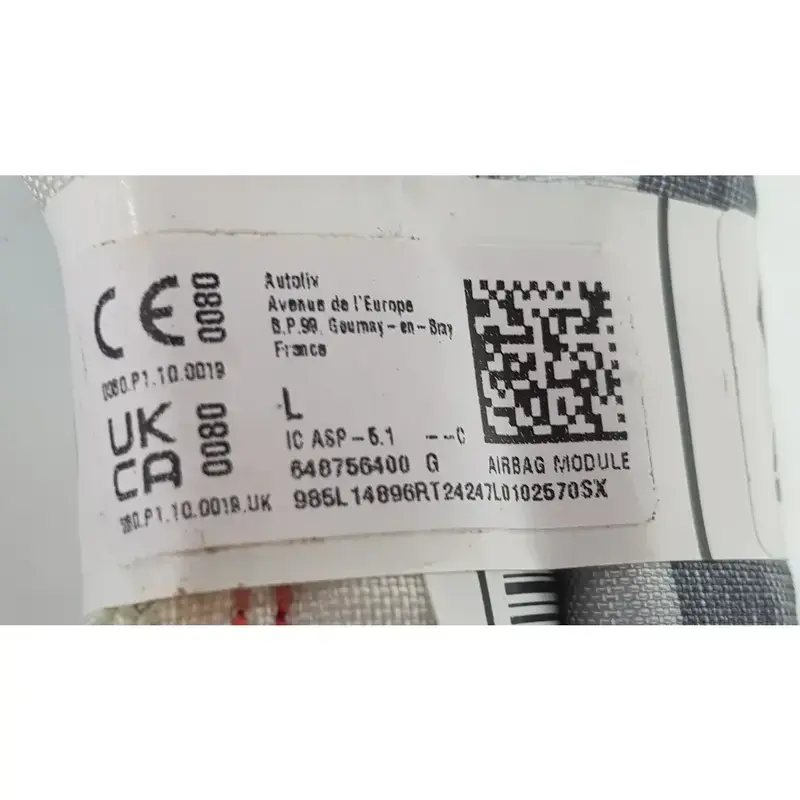 CE 0080
0080.P1.10.0019
UK
CA 0080
080.P1.10.0019.UK
Autoliv
Avenue de l'Europe
B.P.99. Gournay-en-Bray
France
L
IC ASP-5.1 --C
648756400 G
AIRBAG MODULE
985L14896RT24247L0102570SX